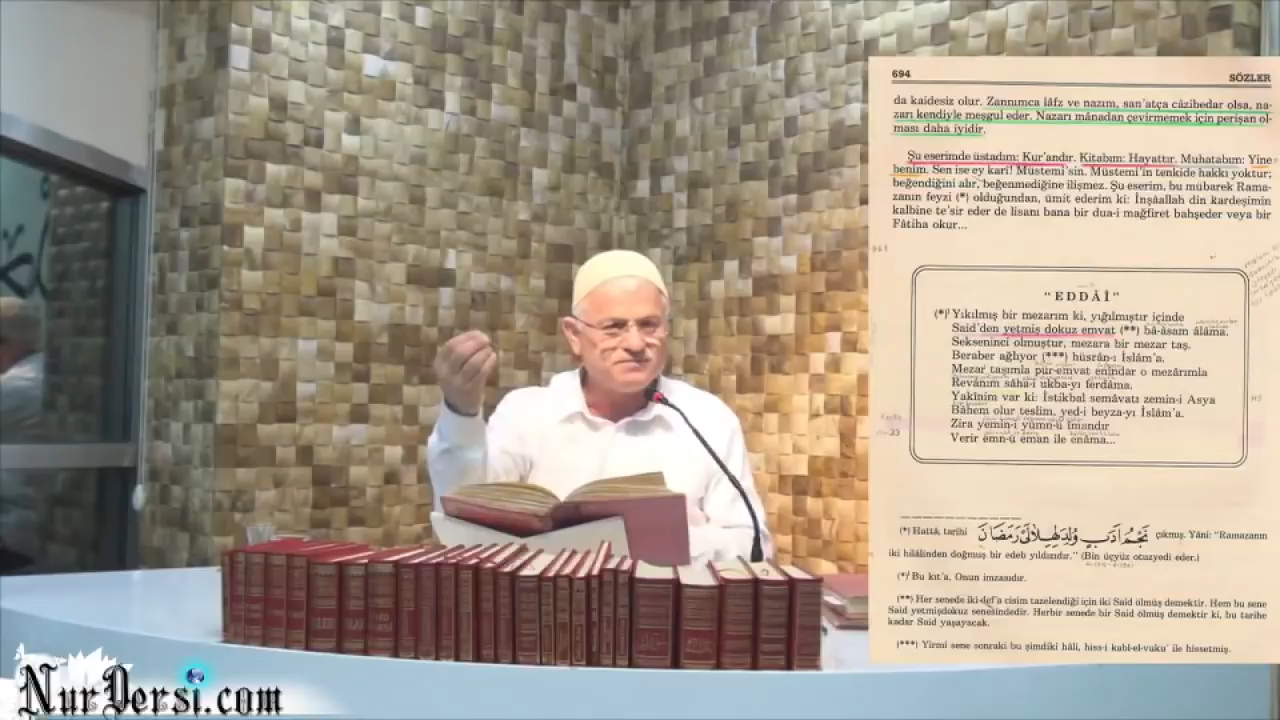 694
SÖZLER
da kaidesiz olur. Zannımca lâfz ve nazım, san'atça câzibedar olsa, na-
zarı kendiyle meşgul eder. Nazarı mânadan çevirmemek için perişan ol-
ması daha iyidir.
Şu eserimde üstadım: Kur'andır. Kitabım: Hayattır. Muhatabım: Yine
benim. Sen ise ey kari! Müstemi'sin. Müstemi'in tenkide hakkı yoktur;
beğendiğini alır, beğenmediğine ilişmez. Şu eserim, bu mübarek Rama-
zanın feyzi (*) olduğundan, ümit ederim ki: İnşâallah din kardeşimin
kalbine te'sir eder de lisanı bana bir dua-i mağfiret bahşeder veya bir
Fâtiha okur...
"EDDÂÎ"
(*)' Yıkılmış bir mezarım ki, yığılmıştır içinde
Said'den yetmiş dokuz emvat (**) bâ-âsam âlâma.
Sekseninci olmuştur, mezara bir mezar taş.
Beraber ağlıyor (***) hüsrân-ı İslâm'a.
Mezar taşımla pür-emvat enindar o mezarımla
Revânım sâha-i ukba-yı ferdâma.
Yakînim var ki: İstikbal semâvatı zemin-i Asya
Bâhem olur teslim, yed-i beyza-yı İslâm'a.
Zira yemin-i yümn-ü imandır
Verir emn-ü eman ile enâma...
(*) Hattâ, tarihi نَجْمُ اَدَبٍ وُلِدَ لِهِلَالَىْ رَمَضَانَ çıkmış. Yâni: "Ramazanın
iki hilâlinden doğmuş bir edeb yıldızıdır." (Bin üçyüz otuzyedi eder.)
(*)' Bu kıt'a, Onun imzasıdır.
(**) Her senede iki def'a cisim tazelendiği için iki Said ölmüş demektir. Hem bu sene
Said yetmişdokuz senesindedir. Herbir senede bir Said ölmüş demektir ki, bu tarihe
kadar Said yaşayacak.
(***) Yirmi sene sonraki bu şimdiki hâli, hiss-i kabl-el-vuku' ile hissetmiş.
NurDersi.com